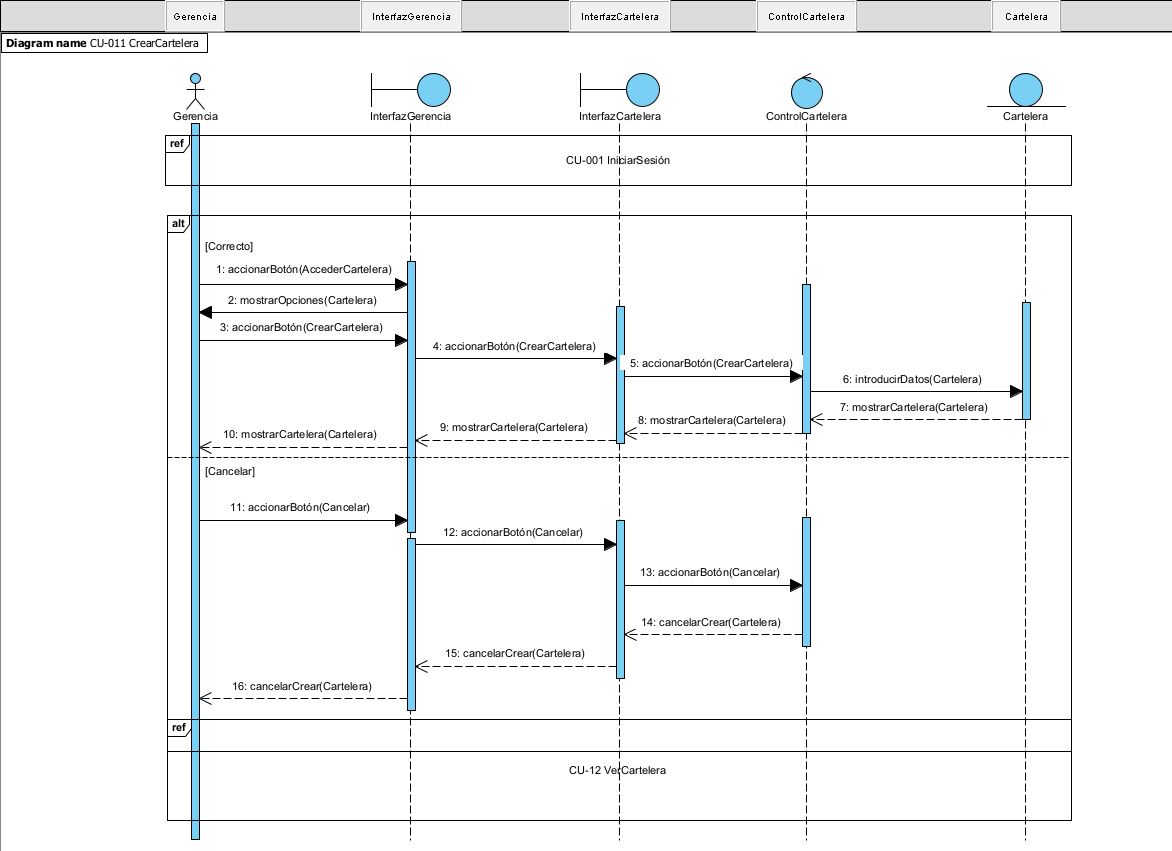 Gerencia
InterfazGerencia
InterfazCartelera
ControlCartelera
Cartelera
Diagram name CU-011 CrearCartelera
Gerencia
InterfazGerencia
InterfazCartelera
ControlCartelera
Cartelera
ref
CU-001 IniciarSesión
alt
[Correcto]
1: accionarBotón(AccederCartelera)
2: mostrarOpciones(Cartelera)
3: accionarBotón(CrearCartelera)
4: accionarBotón(CrearCartelera)
5: accionarBotón(CrearCartelera)
6: introducirDatos(Cartelera)
7: mostrarCartelera(Cartelera)
8: mostrarCartelera(Cartelera)
9: mostrarCartelera(Cartelera)
10: mostrarCartelera(Cartelera)
[Cancelar]
11: accionarBotón(Cancelar)
12: accionarBotón(Cancelar)
13: accionarBotón(Cancelar)
14: cancelarCrear(Cartelera)
15: cancelarCrear(Cartelera)
16: cancelarCrear(Cartelera)
ref
CU-12 VerCartelera